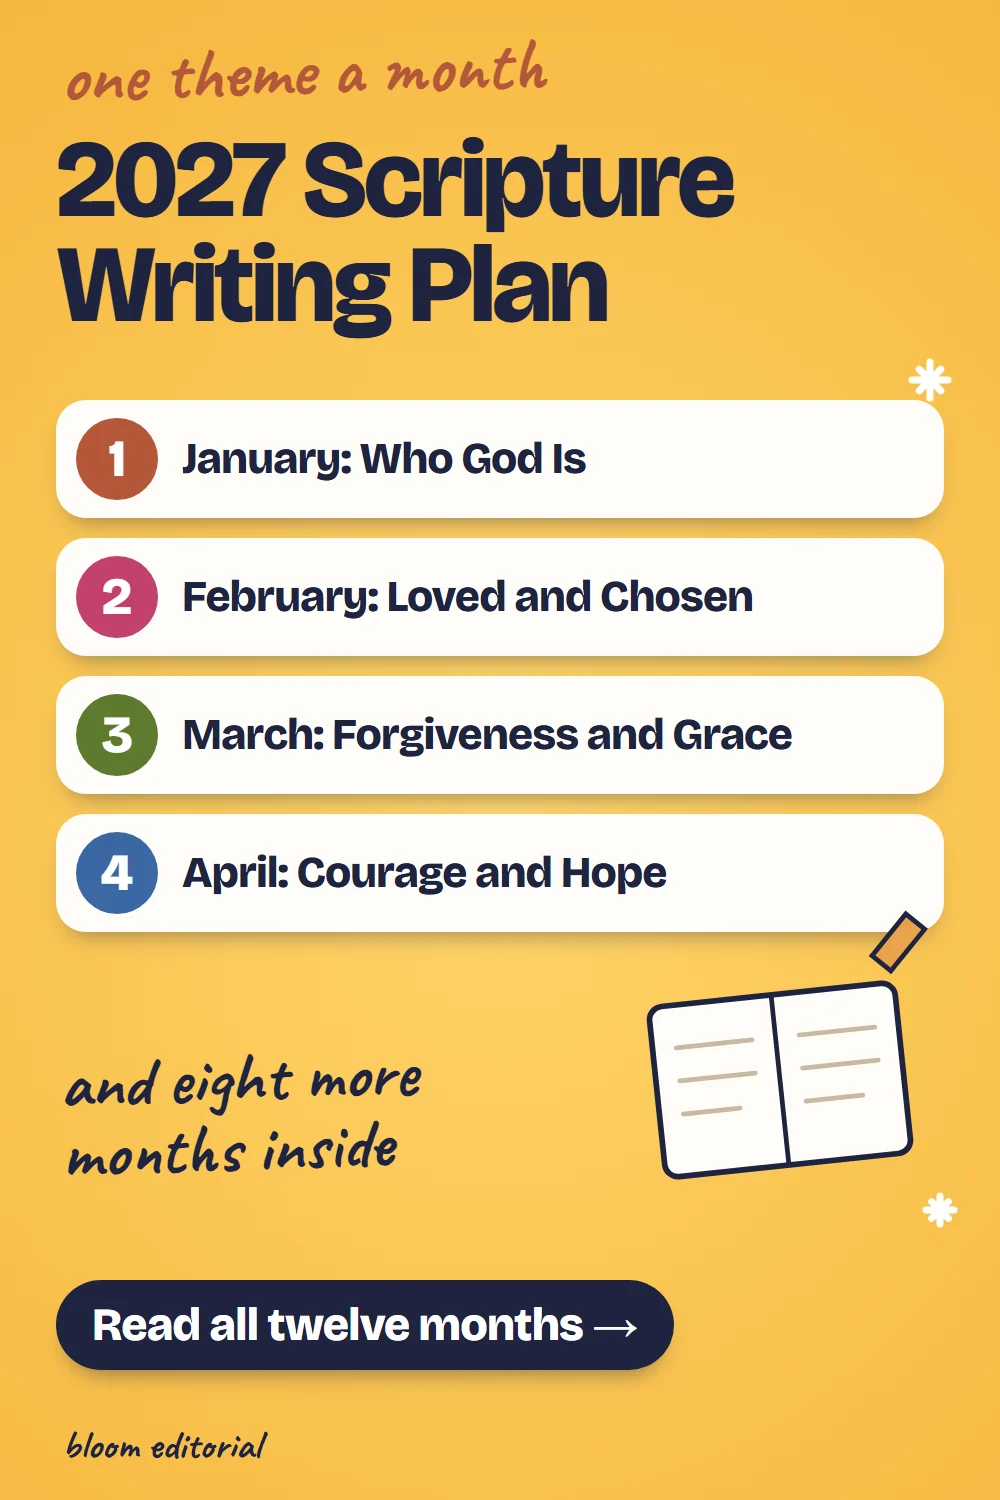 one theme a month
2027 Scripture
Writing Plan
1 January: Who God Is
2 February: Loved and Chosen
3 March: Forgiveness and Grace
4 April: Courage and Hope
and eight more
months inside
Read all twelve months →
bloom editorial